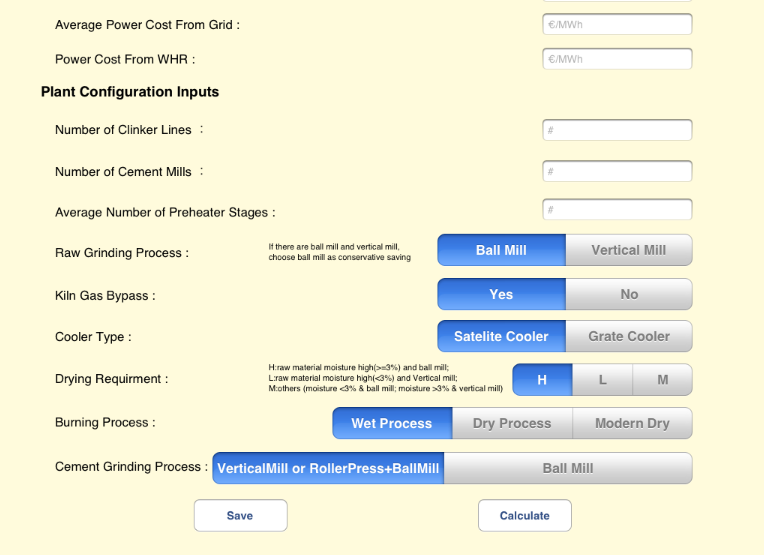 Average Power Cost From Grid : €/MWh
Power Cost From WHR : €/MWh
Plant Configuration Inputs
Number of Clinker Lines : #
Number of Cement Mills : #
Average Number of Preheater Stages : #
Raw Grinding Process : If there are ball mill and vertical mill, Ball Mill Vertical Mill
choose ball mill as conservative saving
Kiln Gas Bypass : Yes No
Cooler Type : Satelite Cooler Grate Cooler
H:raw material moisture high(>=3%) and ball mill;
Drying Requirment : L:raw material moisture high(<3%) and Vertical mill; H L M
M:others (moisture <3% & ball mill; moisture >3% & vertical mill)
Burning Process : Wet Process Dry Process Modern Dry
Cement Grinding Process : VerticalMill or RollerPress+BallMill Ball Mill
Save Calculate